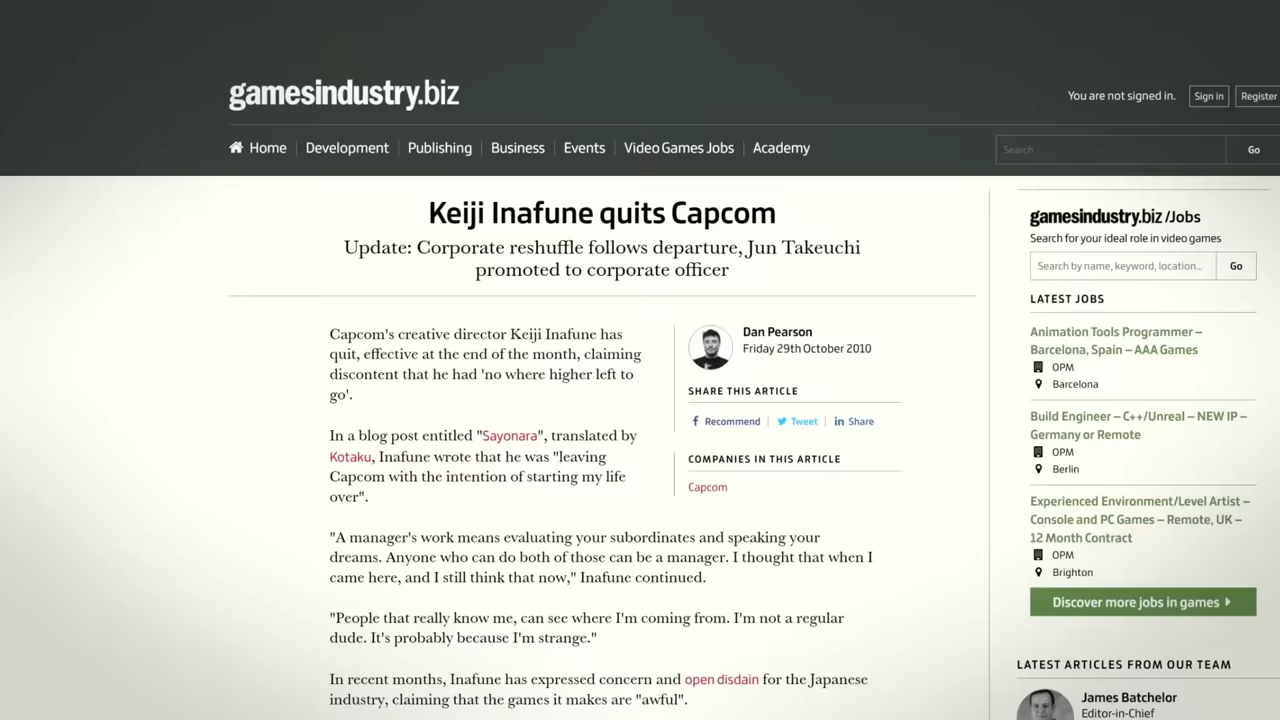 gamesindustry.biz
You are not signed in.
Sign in
Register
Home
Development
Publishing
Business
Events
Video Games Jobs
Academy
Search
Go
Keiji Inafune quits Capcom
Update: Corporate reshuffle follows departure, Jun Takeuchi
promoted to corporate officer
Capcom's creative director Keiji Inafune has
quit, effective at the end of the month, claiming
discontent that he had 'no where higher left to
go'.
In a blog post entitled "Sayonara", translated by
Kotaku, Inafune wrote that he was "leaving
Capcom with the intention of starting my life
over".
"A manager's work means evaluating your subordinates and speaking your
dreams. Anyone who can do both of those can be a manager. I thought that when I
came here, and I still think that now," Inafune continued.
"People that really know me, can see where I'm coming from. I'm not a regular
dude. It's probably because I'm strange."
In recent months, Inafune has expressed concern and open disdain for the Japanese
industry, claiming that the games it makes are "awful".
Dan Pearson
Friday 29th October 2010
SHARE THIS ARTICLE
Recommend
Tweet
Share
COMPANIES IN THIS ARTICLE
Capcom
gamesindustry.biz /Jobs
Search for your ideal role in video games
Search by name, keyword, location...
Go
LATEST JOBS
Animation Tools Programmer –
Barcelona, Spain – AAA Games
OPM
Barcelona
Build Engineer – C++/Unreal – NEW IP –
Germany or Remote
OPM
Berlin
Experienced Environment/Level Artist –
Console and PC Games – Remote, UK –
12 Month Contract
OPM
Brighton
Discover more jobs in games
LATEST ARTICLES FROM OUR TEAM
James Batchelor
Editor-in-Chief